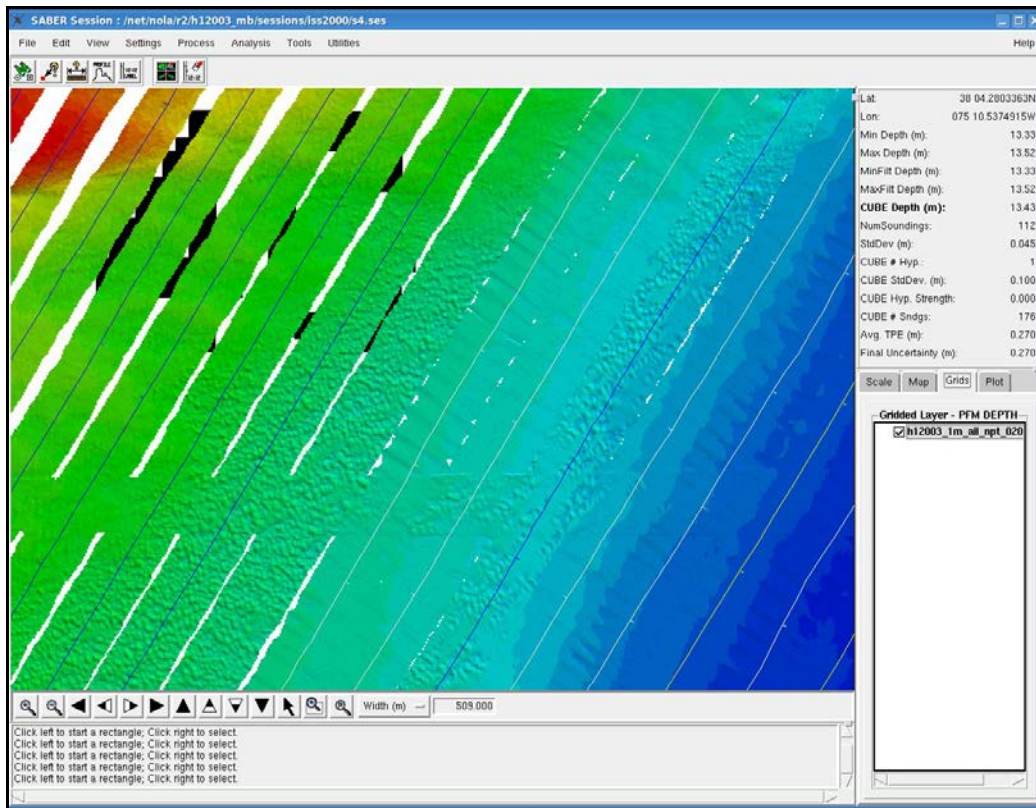 SABER Session : /net/nola/r2/h12003_mb/sessions/iss2000/s4.ses
File Edit View Settings Process Analysis Tools Utilities Help
PROFILE
LABEL
Lat: 38 04.2803363N
Lon: 075 10.5374915W
Min Depth (m): 13.33
Max Depth (m): 13.52
MinFilt Depth (m): 13.33
MaxFilt Depth (m): 13.52
CUBE Depth (m): 13.43
NumSoundings: 112
StdDev (m): 0.045
CUBE # Hyp.: 1
CUBE StdDev. (m): 0.100
CUBE Hyp. Strength: 0.000
CUBE # Sndgs: 176
Avg. TPE (m): 0.270
Final Uncertainty (m): 0.270
Scale Map Grids Plot
Gridded Layer - PFM DEPTH
h12003_1m_all_npt_020
Width (m) 509.000
Click left to start a rectangle; Click right to select.
Click left to start a rectangle; Click right to select.
Click left to start a rectangle; Click right to select.
Click left to start a rectangle; Click right to select.
Click left to start a rectangle; Click right to select.